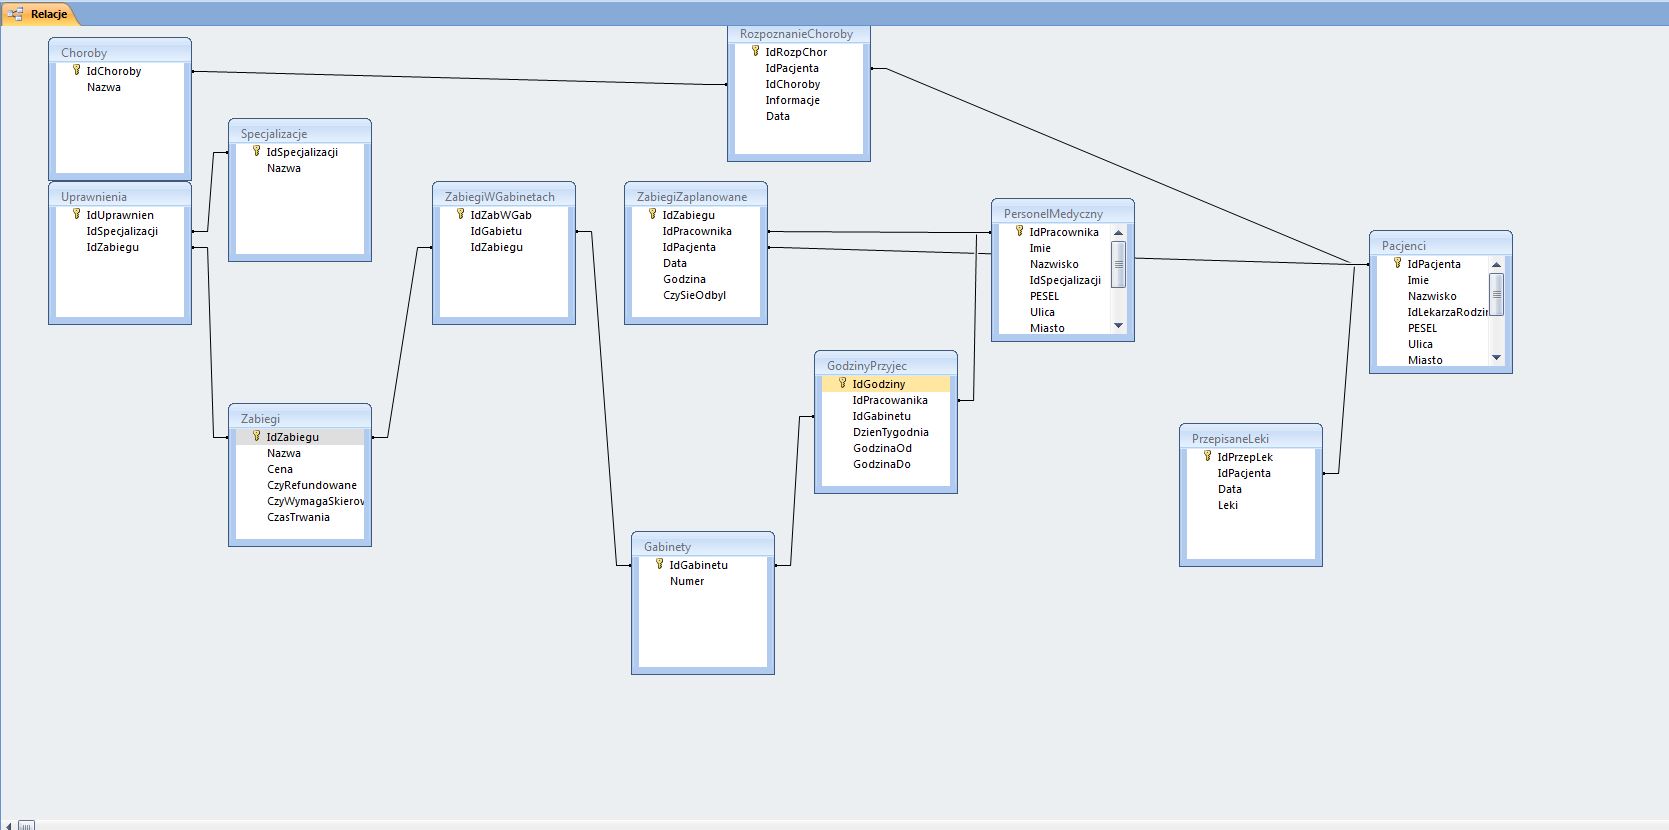 Relacje
Choroby
IdChoroby
Nazwa
Specjalizacje
IdSpecjalizacji
Nazwa
Uprawnienia
IdUprawnien
IdSpecjalizacji
IdZabiegu
Zabiegi
IdZabiegu
Nazwa
Cena
CzyRefundowane
CzyWymagaSkierow
CzasTrwania
ZabiegiWGabinetach
IdZabWGab
IdGabietu
IdZabiegu
ZabiegiZaplanowane
IdZabiegu
IdPracownika
IdPacjenta
Data
Godzina
CzySieOdbyl
RozpoznanieChoroby
IdRozpChor
IdPacjenta
IdChoroby
Informacje
Data
PersonelMedyczny
IdPracownika
Imie
Nazwisko
IdSpecjalizacji
PESEL
Ulica
Miasto
GodzinyPrzyjec
IdGodziny
IdPracowanika
IdGabinetu
DzienTygodnia
GodzinaOd
GodzinaDo
Gabinety
IdGabinetu
Numer
Pacjenci
IdPacjenta
Imie
Nazwisko
IdLekarzaRodzin
PESEL
Ulica
Miasto
PrzepisaneLeki
IdPrzepLek
IdPacjenta
Data
Leki